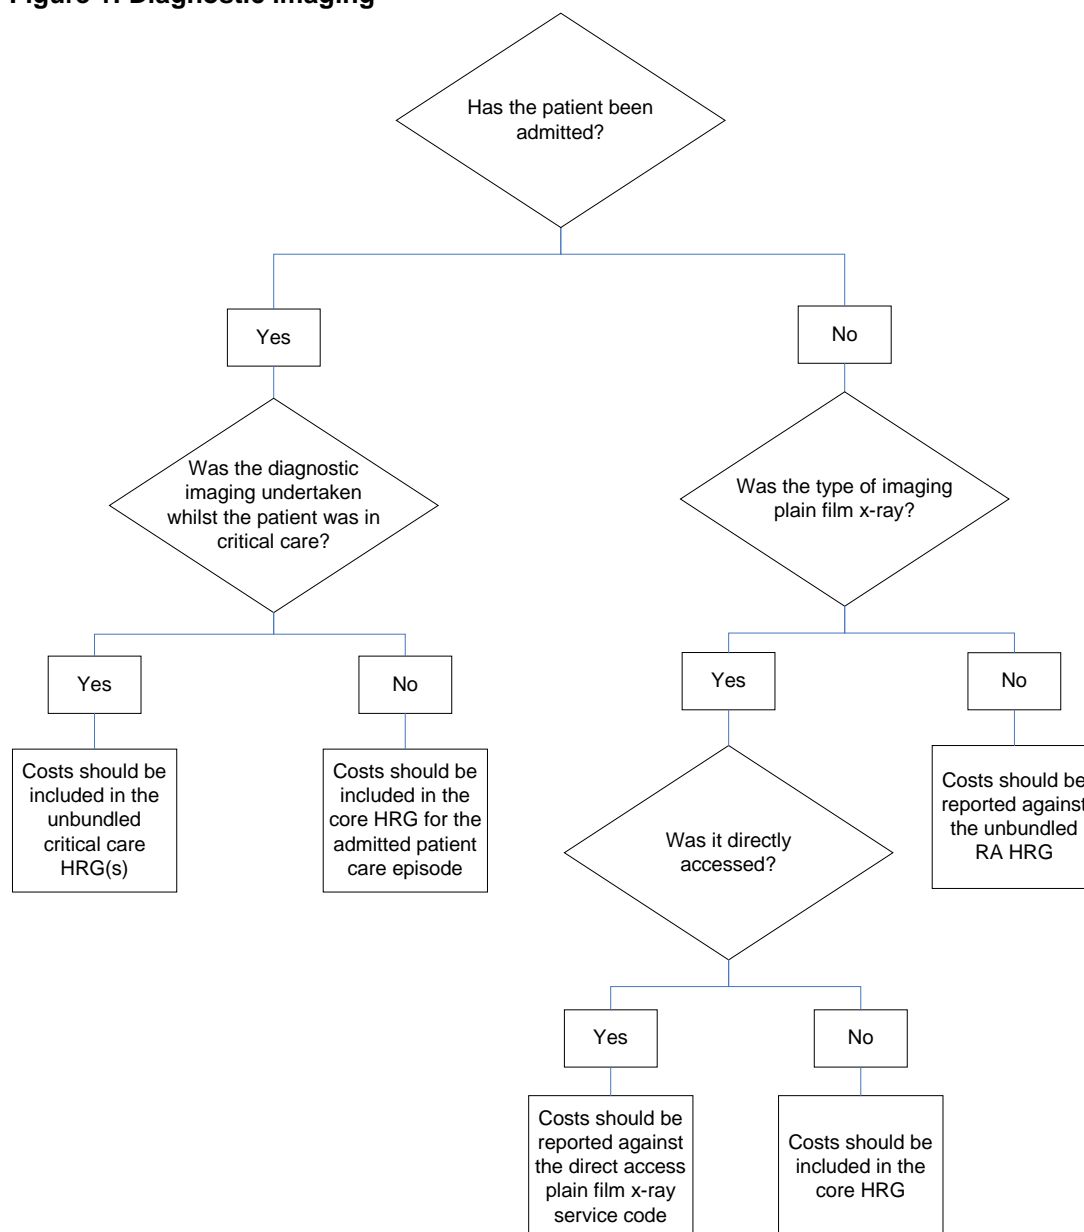 Figure 1: Diagnostic imaging
Has the patient been
admitted?
Yes
No
Was the diagnostic
imaging undertaken
whilst the patient was in
critical care?
Was the type of imaging
plain film x-ray?
Yes
No
Yes
No
Costs should be
included in the
unbundled
critical care
HRG(s)
Costs should be
included in the
core HRG for the
admitted patient
care episode
Was it directly
accessed?
Costs should be
reported against
the unbundled
RA HRG
Yes
No
Costs should be
reported against
the direct access
plain film x-ray
service code
Costs should be
included in the
core HRG